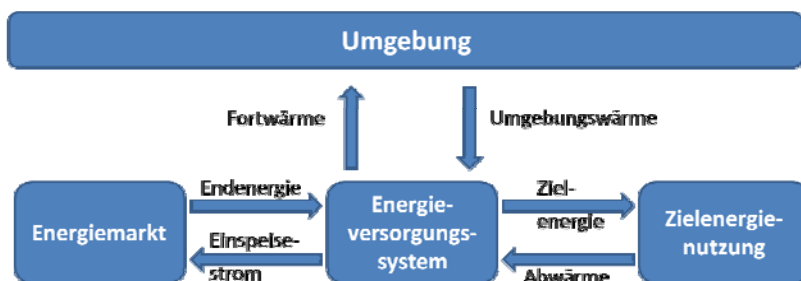 Umgebung
Fortwärme
Umgebungswärme
Energiemarkt
Endenergie
Einspeise-
strom
Energie-
versorgungs-
system
Ziel-
energie
Abwärme
Zielenergie-
nutzung